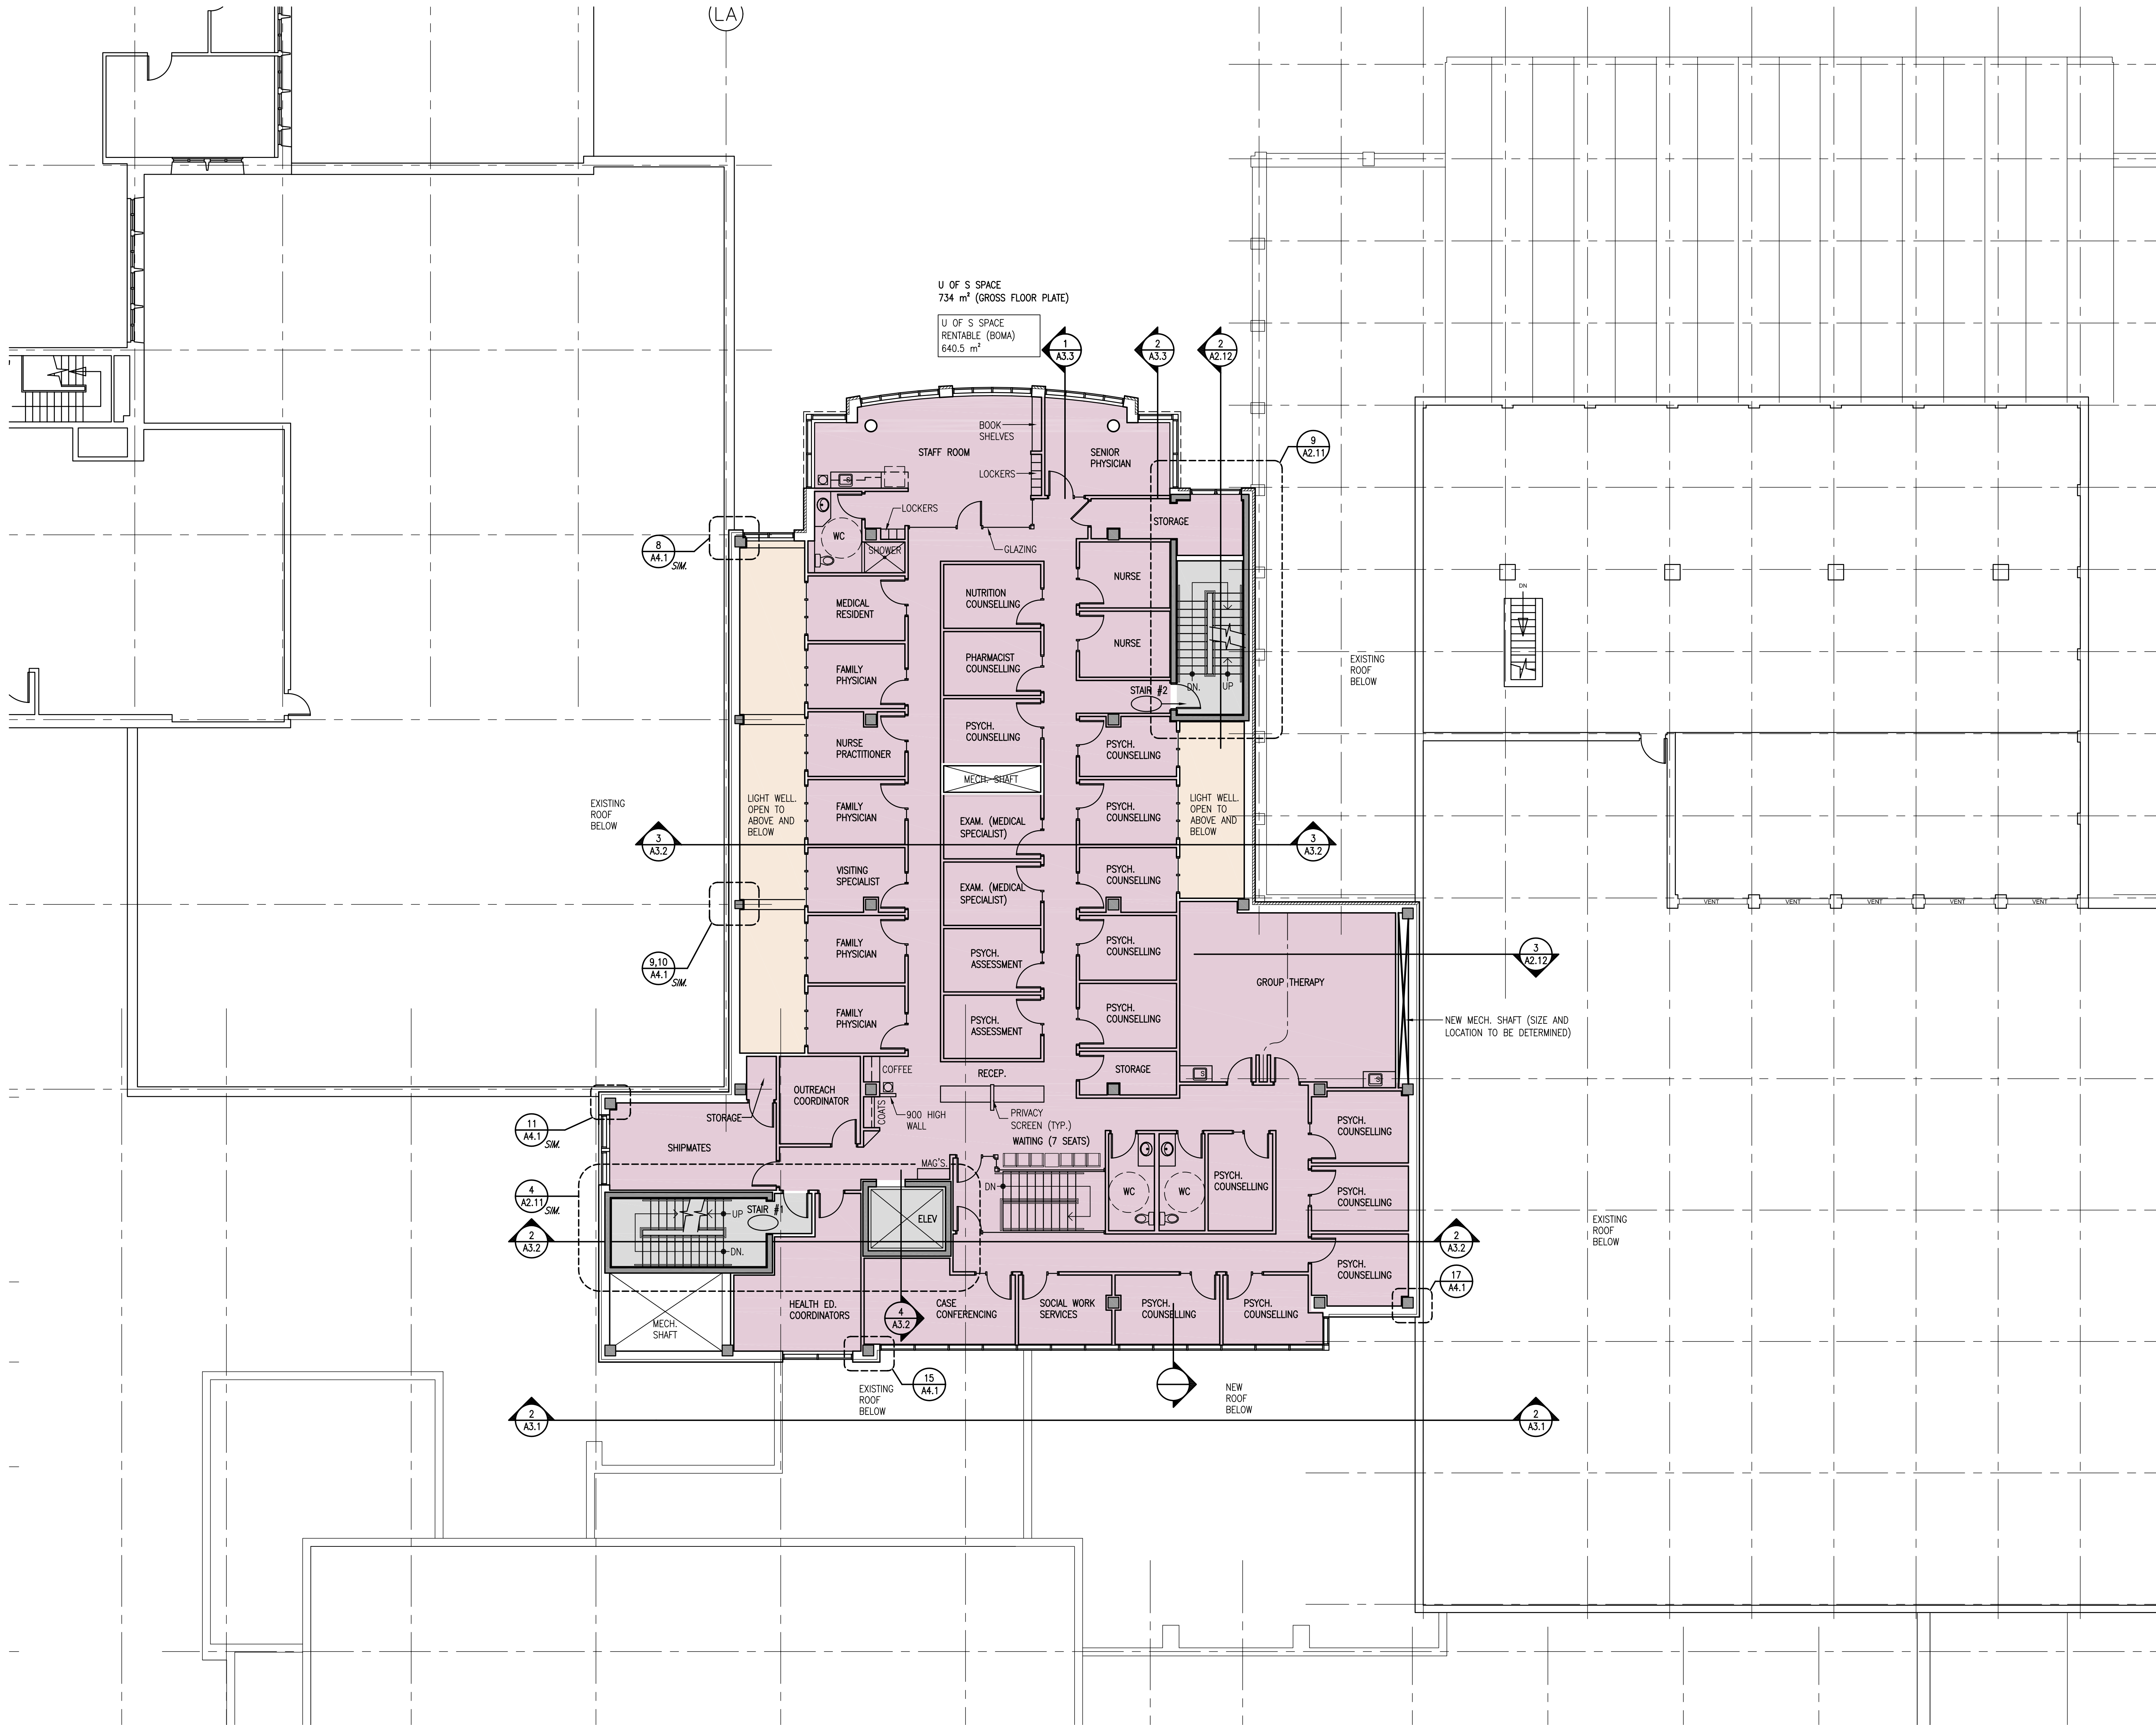 LA
U OF S SPACE
734 m² (GROSS FLOOR PLATE)
U OF S SPACE
RENTABLE (BOMA)
640.5 m²
1
A3.3
2
A3.3
2
A2.12
9
A2.11
BOOK
SHELVES
STAFF ROOM
SENIOR
PHYSICIAN
LOCKERS
S
LOCKERS
STORAGE
WC
SHOWER
GLAZING
8
A4.1
SIM.
NURSE
DN
MEDICAL
RESIDENT
NUTRITION
COUNSELLING
NURSE
FAMILY
PHYSICIAN
PHARMACIST
COUNSELLING
EXISTING
ROOF
BELOW
STAIR #2
DN.
UP
NURSE
PRACTITIONER
PSYCH.
COUNSELLING
PSYCH.
COUNSELLING
MECH. SHAFT
EXISTING
ROOF
BELOW
LIGHT WELL.
OPEN TO
ABOVE AND
BELOW
FAMILY
PHYSICIAN
EXAM. (MEDICAL
SPECIALIST)
PSYCH.
COUNSELLING
LIGHT WELL.
OPEN TO
ABOVE AND
BELOW
3
A3.2
3
A3.2
VISITING
SPECIALIST
EXAM. (MEDICAL
SPECIALIST)
PSYCH.
COUNSELLING
VENT
VENT
VENT
VENT
VENT
9,10
A4.1
SIM.
FAMILY
PHYSICIAN
PSYCH.
ASSESSMENT
PSYCH.
COUNSELLING
3
A2.12
GROUP THERAPY
FAMILY
PHYSICIAN
PSYCH.
ASSESSMENT
PSYCH.
COUNSELLING
NEW MECH. SHAFT (SIZE AND
LOCATION TO BE DETERMINED)
COFFEE
RECEP.
STORAGE
S
S
OUTREACH
COORDINATOR
COATS
900 HIGH
WALL
PRIVACY
SCREEN (TYP.)
STORAGE
11
A4.1
SIM.
SHIPMATES
WAITING (7 SEATS)
PSYCH.
COUNSELLING
MAG'S.
DN
WC
WC
PSYCH.
COUNSELLING
PSYCH.
COUNSELLING
4
A2.11
SIM.
UP
STAIR #1
DN.
ELEV
2
A3.2
2
A3.2
EXISTING
ROOF
BELOW
PSYCH.
COUNSELLING
17
A4.1
HEALTH ED.
COORDINATORS
4
A3.2
CASE
CONFERENCING
SOCIAL WORK
SERVICES
PSYCH.
COUNSELLING
PSYCH.
COUNSELLING
MECH.
SHAFT
15
A4.1
EXISTING
ROOF
BELOW
NEW
ROOF
BELOW
2
A3.1
2
A3.1